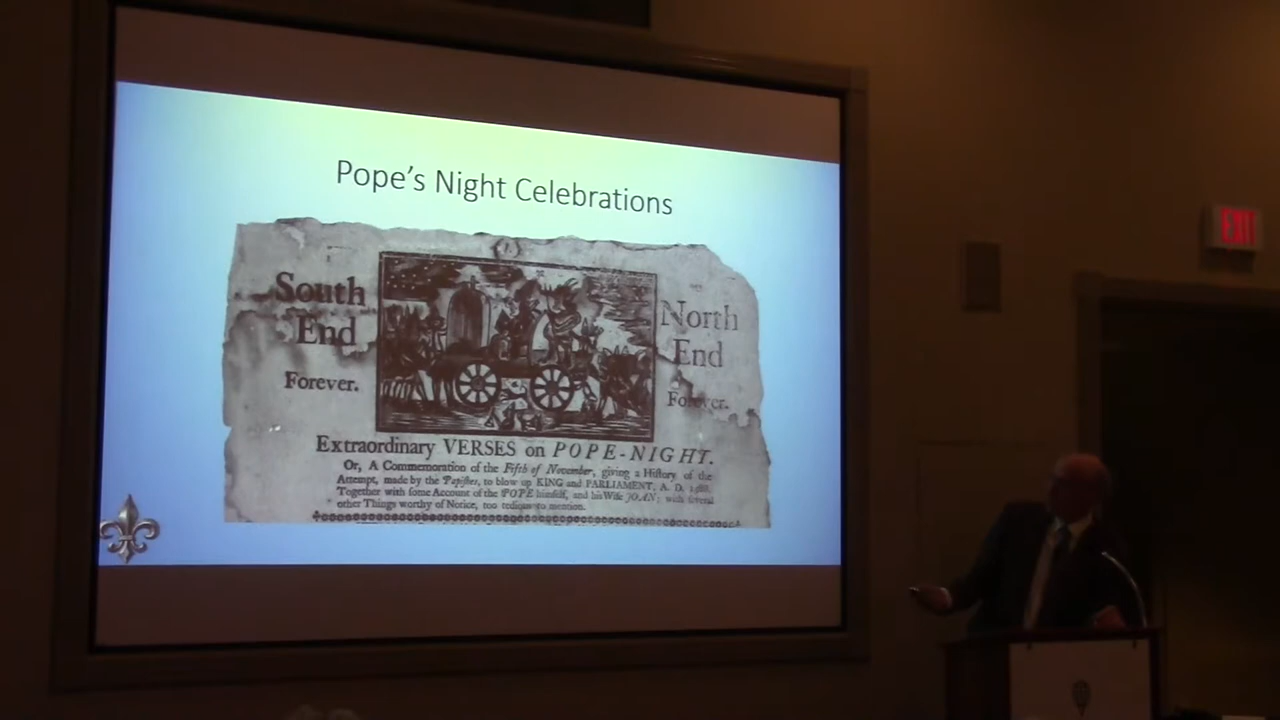 Pope's Night Celebrations
South
End
Forever.
North
End
Forever.
Extraordinary VERSES on POPE-NIGHT.
Or, A Commemoration of the Fifth of November, giving a History of the
Attempt, made by the Papishes, to blow up KING and PARLIAMENT, A. D. 1588.
Together with some Account of the POPE himself, and his Wife JOAN; with several
other Things worthy of Notice, too tedious to mention.
EXIT